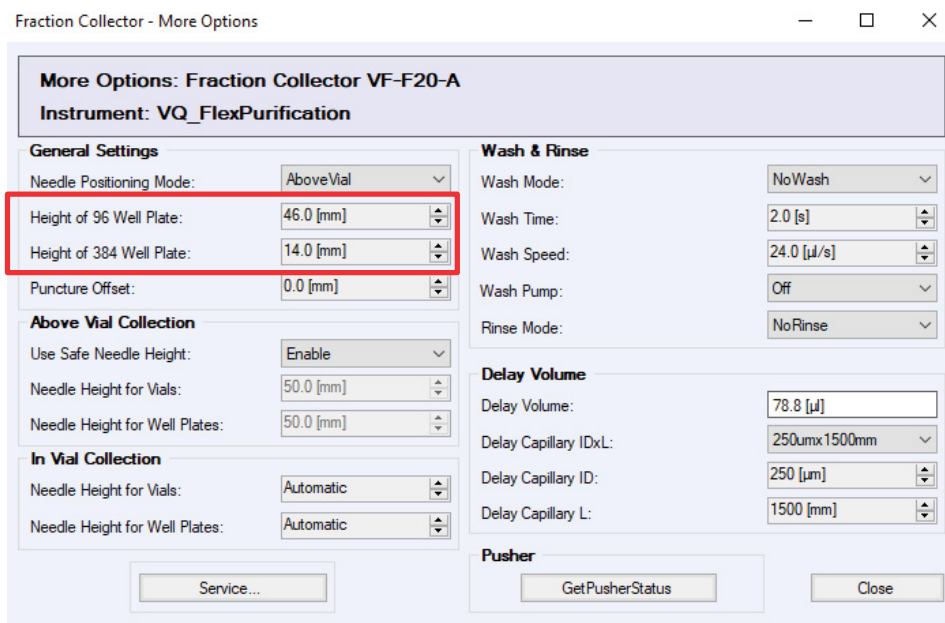 Fraction Collector - More Options
More Options: Fraction Collector VF-F20-A
Instrument: VQ_FlexPurification
General Settings
Needle Positioning Mode: AboveVial
Height of 96 Well Plate: 46.0 [mm]
Height of 384 Well Plate: 14.0 [mm]
Puncture Offset: 0.0 [mm]
Above Vial Collection
Use Safe Needle Height: Enable
Needle Height for Vials: 50.0 [mm]
Needle Height for Well Plates: 50.0 [mm]
In Vial Collection
Needle Height for Vials: Automatic
Needle Height for Well Plates: Automatic
Service...
Wash & Rinse
Wash Mode: NoWash
Wash Time: 2.0 [s]
Wash Speed: 24.0 [µl/s]
Wash Pump: Off
Rinse Mode: NoRinse
Delay Volume
Delay Volume: 78.8 [µl]
Delay Capillary IDxL: 250umx1500mm
Delay Capillary ID: 250 [µm]
Delay Capillary L: 1500 [mm]
Pusher
GetPusherStatus
Close